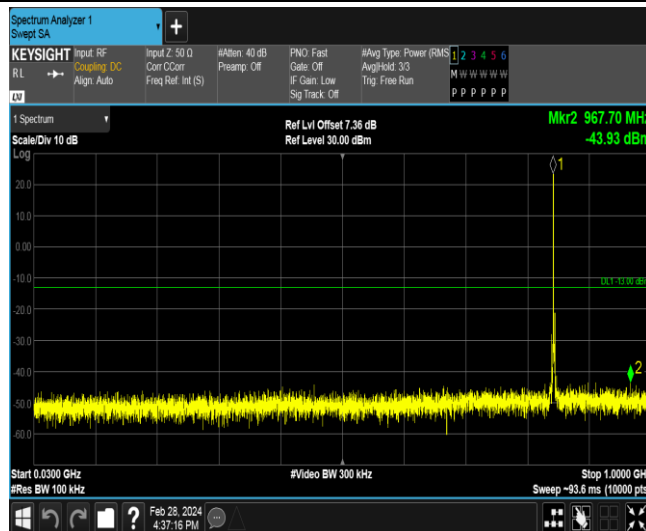 Spectrum Analyzer 1
Swept SA
+
KEYSIGHT
RL
Input: RF
Coupling: DC
Align: Auto
Input Z: 50 Ω
Corr CCorr
Freq Ref: Int (S)
#Atten: 40 dB
Preamp: Off
PNO: Fast
Gate: Off
IF Gain: Low
Sig Track: Off
#Avg Type: Power (RMS
Avg|Hold: 3/3
Trig: Free Run
1 2 3 4 5 6
M W W W W W
P P P P P P
1 Spectrum
Scale/Div 10 dB
Log
Ref Lvl Offset 7.36 dB
Ref Level 30.00 dBm
Mkr2 967.70 MHz
-43.93 dBm
1
20.0
10.0
0.00
-10.0
DL1 -13.00 dBm
-20.0
-30.0
-40.0
2
-50.0
-60.0
Start 0.0300 GHz
#Res BW 100 kHz
#Video BW 300 kHz
Stop 1.0000 GH
Sweep ~93.6 ms (10000 pts
?
Feb 28, 2024
4:37:16 PM